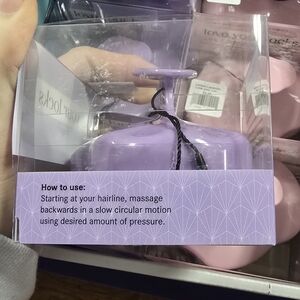 How to use:
Starting at your hairline, massage
backwards in a slow circular motion
using desired amount of pressure.